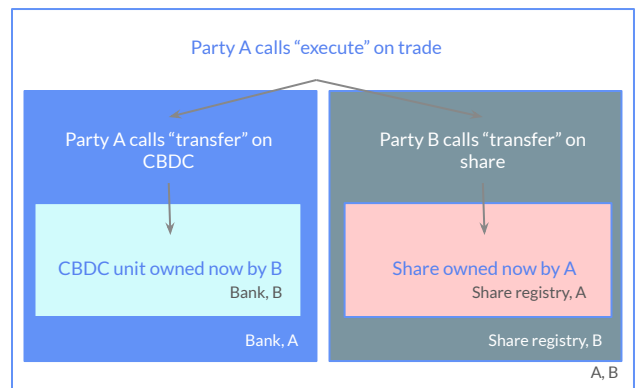 Party A calls “execute” on trade
Party A calls “transfer” on
CBDC
Party B calls “transfer” on
share
CBDC unit owned now by B
Bank, B
Share owned now by A
Share registry, A
Bank, A
Share registry, B
A, B